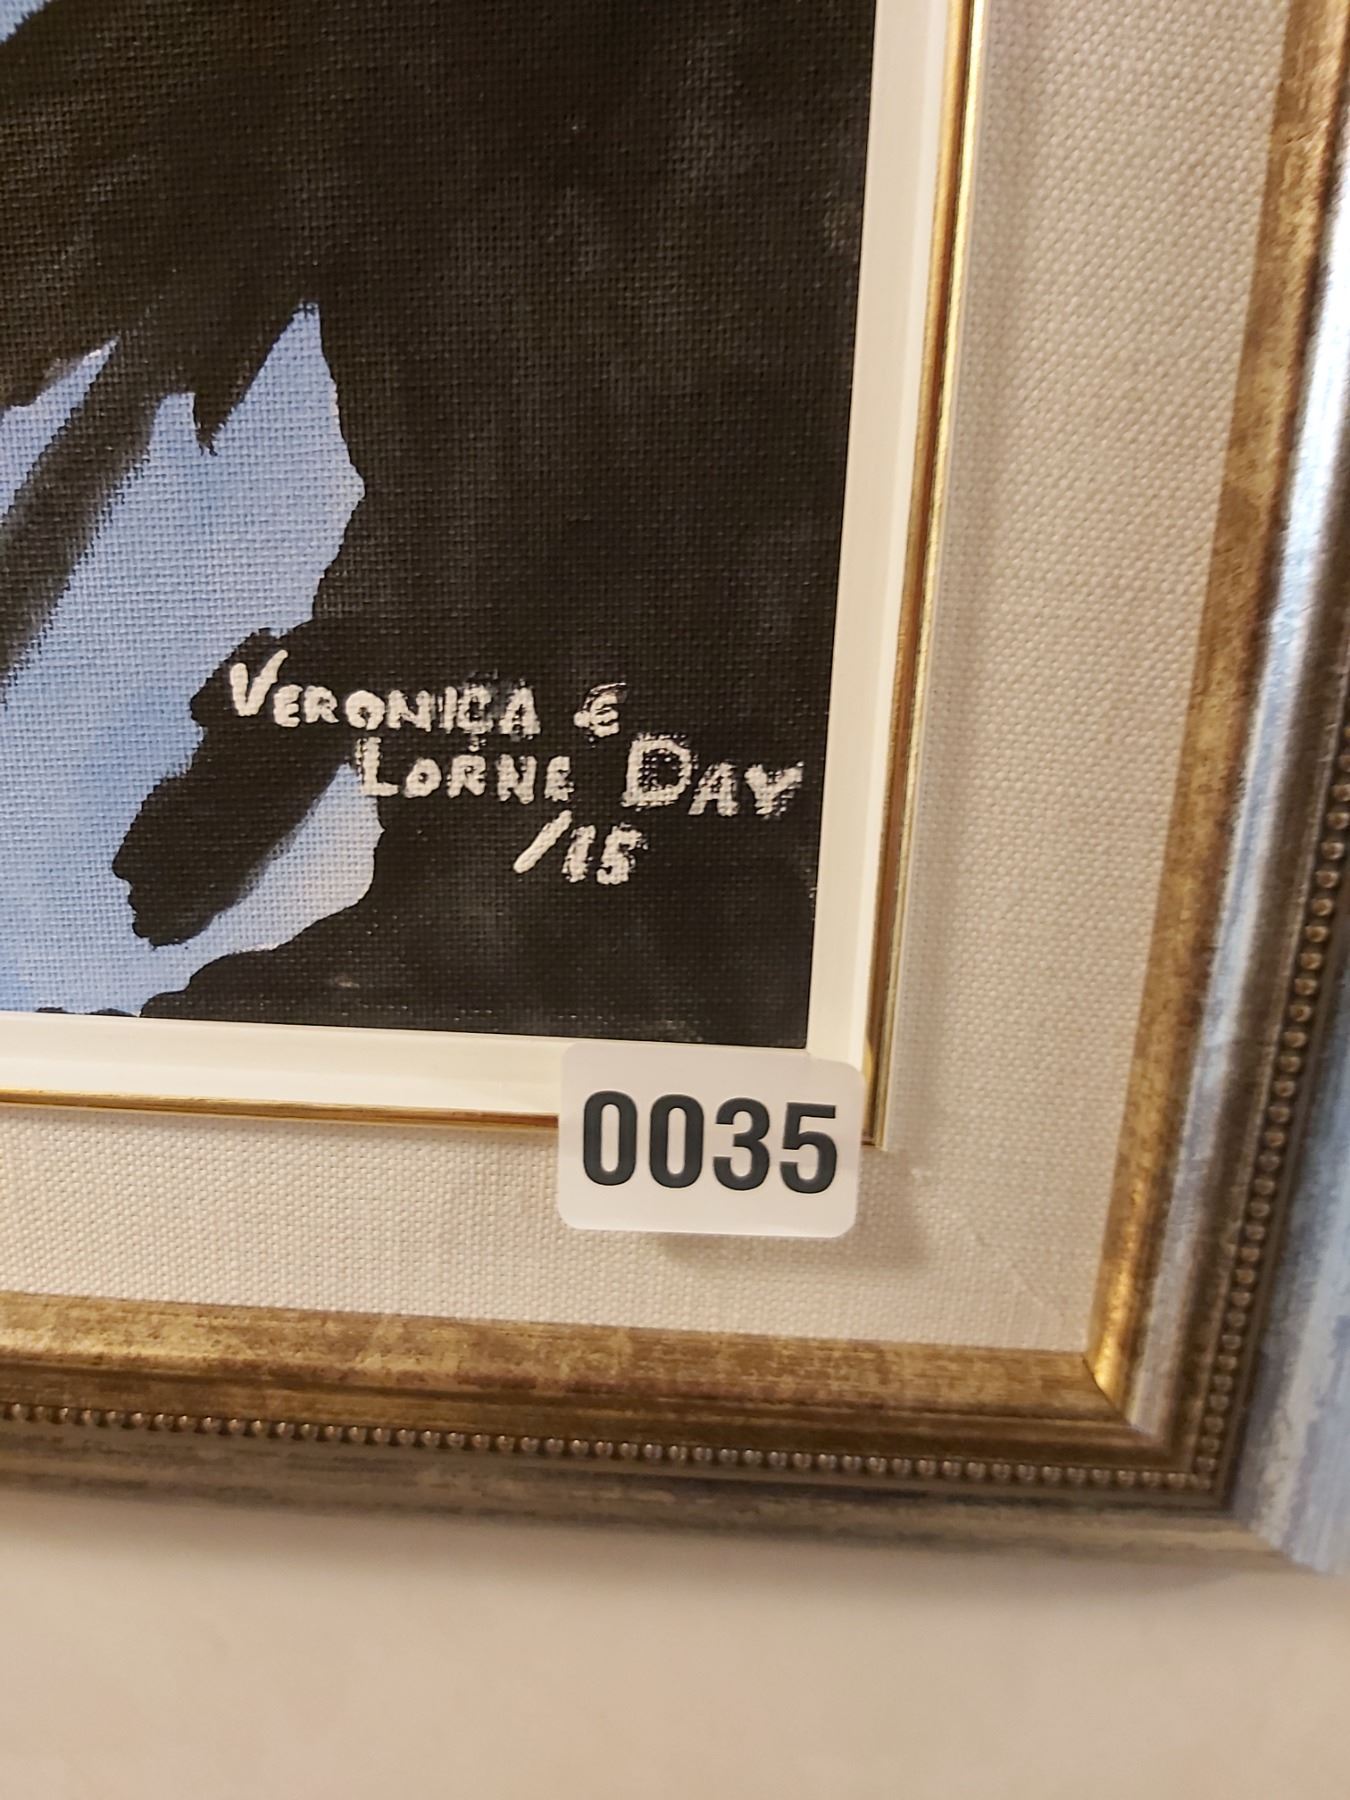 VERONICA &
LORNE DAY
/15
0035